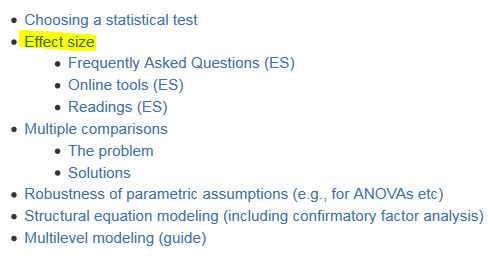 Choosing a statistical test
Effect size
Frequently Asked Questions (ES)
Online tools (ES)
Readings (ES)
Multiple comparisons
The problem
Solutions
Robustness of parametric assumptions (e.g., for ANOVAs etc)
Structural equation modeling (including confirmatory factor analysis)
Multilevel modeling (guide)